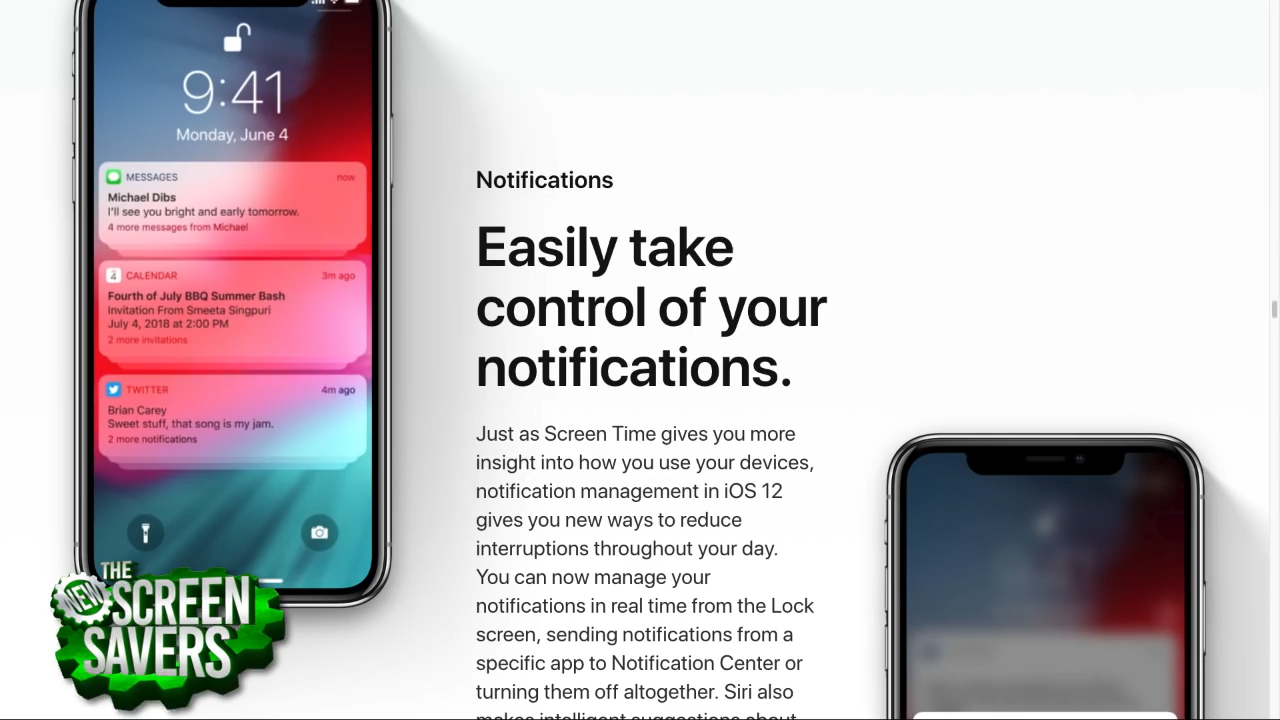 9:41
Monday, June 4
MESSAGES now
Michael Dibs
I'll see you bright and early tomorrow.
4 more messages from Michael
4 CALENDAR 3m ago
Fourth of July BBQ Summer Bash
Invitation From Smeeta Singpuri
July 4, 2018 at 2:00 PM
2 more invitations
TWITTER 4m ago
Brian Carey
Sweet stuff, that song is my jam.
2 more notifications
Notifications
Easily take
control of your
notifications.
Just as Screen Time gives you more
insight into how you use your devices,
notification management in iOS 12
gives you new ways to reduce
interruptions throughout your day.
You can now manage your
notifications in real time from the Lock
screen, sending notifications from a
specific app to Notification Center or
turning them off altogether. Siri also
makes intelligent suggestions about
THE
NEW SCREEN
SAVERS